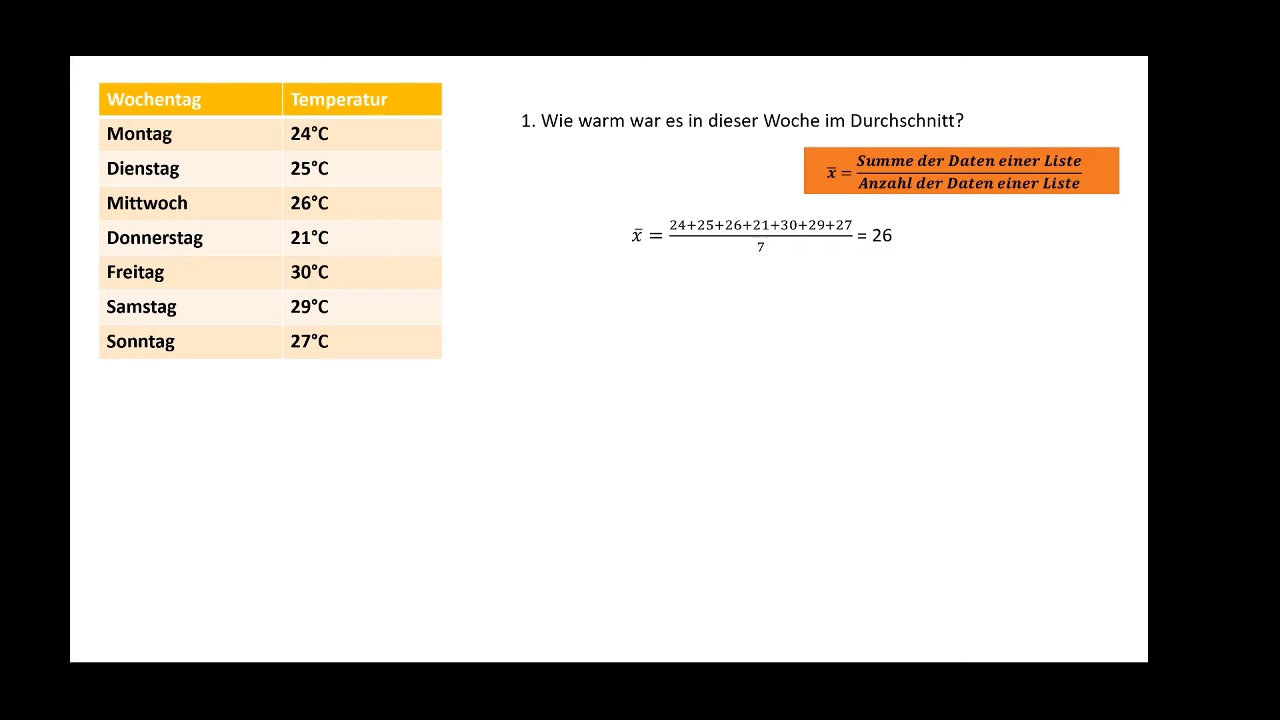 Wochentag Temperatur
Montag 24°C
Dienstag 25°C
Mittwoch 26°C
Donnerstag 21°C
Freitag 30°C
Samstag 29°C
Sonntag 27°C
1. Wie warm war es in dieser Woche im Durchschnitt?
x̄ = Summe der Daten einer Liste / Anzahl der Daten einer Liste
x̄ = 24+25+26+21+30+29+27 / 7 = 26